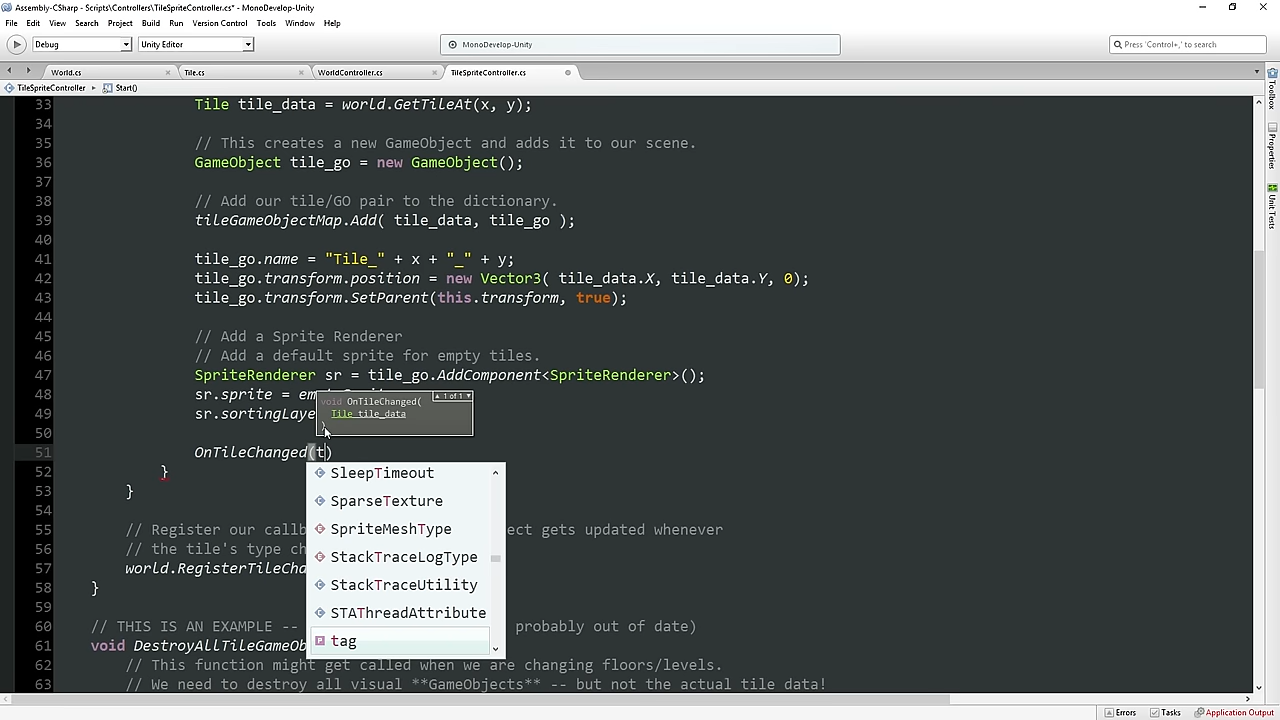 Assembly-CSharp - Scripts\Controllers\TileSpriteController.cs* - MonoDevelop-Unity
File Edit View Search Project Build Run Version Control Tools Window Help
Debug Unity Editor MonoDevelop-Unity Press 'Control+,' to search
World.cs Tile.cs WorldController.cs TileSpriteController.cs
TileSpriteController Start()
33 Tile tile_data = world.GetTileAt(x, y);
34
35 // This creates a new GameObject and adds it to our scene.
36 GameObject tile_go = new GameObject();
37
38 // Add our tile/GO pair to the dictionary.
39 tileGameObjectMap.Add( tile_data, tile_go );
40
41 tile_go.name = "Tile_" + x + "_" + y;
42 tile_go.transform.position = new Vector3( tile_data.X, tile_data.Y, 0);
43 tile_go.transform.SetParent(this.transform, true);
44
45 // Add a Sprite Renderer
46 // Add a default sprite for empty tiles.
47 SpriteRenderer sr = tile_go.AddComponent<SpriteRenderer>();
48 sr.sprite =
void OnTileChanged( 1 of 1
Tile tile_data
)
49 sr.sortingLaye
50
51 OnTileChanged(t)
52 }
53 }
54
55 // Register our callb ect gets updated whenever
56 // the tile's type ch
57 world.RegisterTileCha
58 }
59
60 // THIS IS AN EXAMPLE -- probably out of date)
61 void DestroyAllTileGameOb
62 // This function might get called when we are changing floors/levels.
63 // We need to destroy all visual **GameObjects** -- but not the actual tile data!
SleepTimeout
SparseTexture
SpriteMeshType
StackTraceLogType
StackTraceUtility
STAThreadAttribute
tag
Toolbox
Properties
Unit Tests
Errors Tasks Application Output